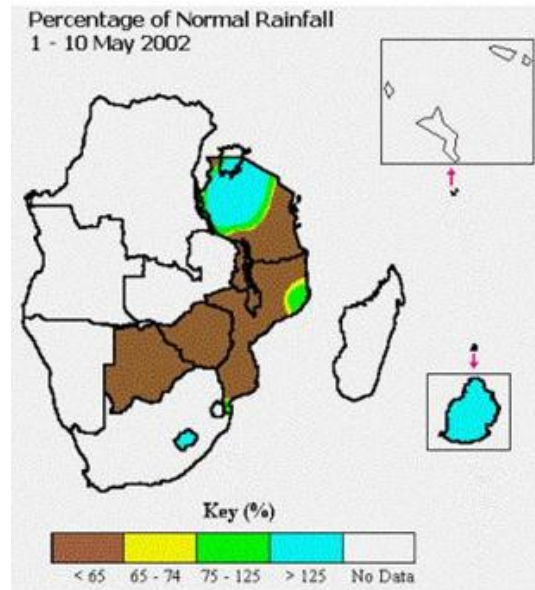 Percentage of Normal Rainfall
1 - 10 May 2002
Key (%)
< 65 65 - 74 75 - 125 > 125 No Data